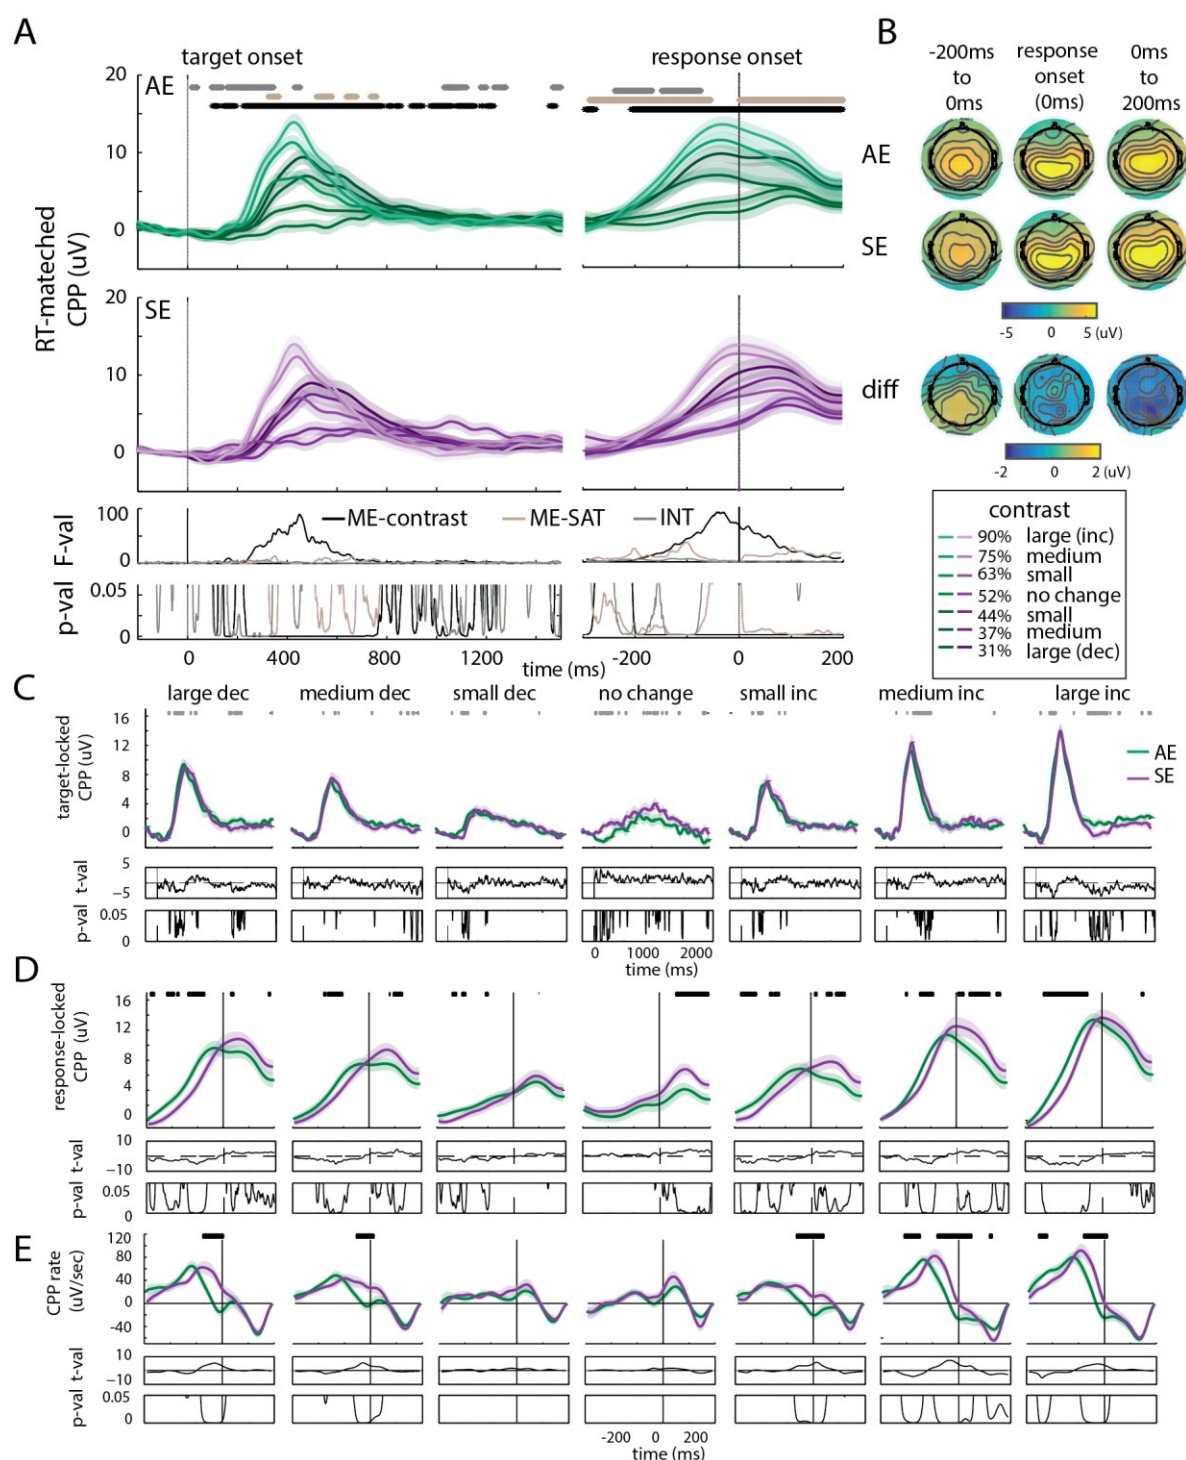 A
target onset
response onset
AE
20
10
0
RT-mateched
CPP (uV)
SE
20
10
0
F-val
100
0
ME-contrast ME-SAT INT
p-val
0.05
0
0 400 800 1200
time (ms)
-200 0 200
B
-200ms
to
0ms
response
onset
(0ms)
0ms
to
200ms
AE
SE
-5 0 5 (uV)
diff
-2 0 2 (uV)
contrast
90% large (inc)
75% medium
63% small
52% no change
44% small
37% medium
31% large (dec)
C
large dec medium dec small dec no change small inc medium inc large inc
target-locked
CPP (uV)
16
12
8
4
0
AE
SE
t-val
5
−5
p-val
0.05
0
0 1000 2000
time (ms)
D
response-locked
CPP (uV)
16
12
8
4
0
t-val
10
−10
p-val
0.05
0
E
CPP rate
(uV/sec)
120
80
40
0
-40
t-val
10
−10
p-val
0.05
0
-200 0 200
time (ms)